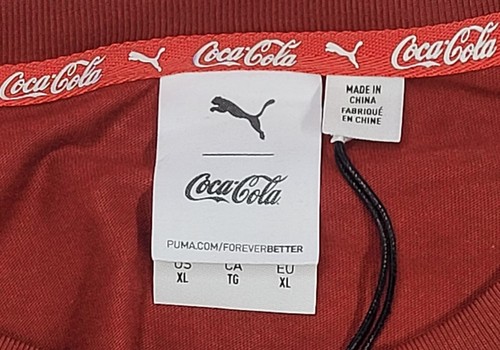 Coca-Cola Coca-Cola Coca-Cola
MADE IN
CHINA
FABRIQUÉ
EN CHINE
Coca-Cola
PUMA.COM/FOREVERBETTER
US CA EU
XL TG XL